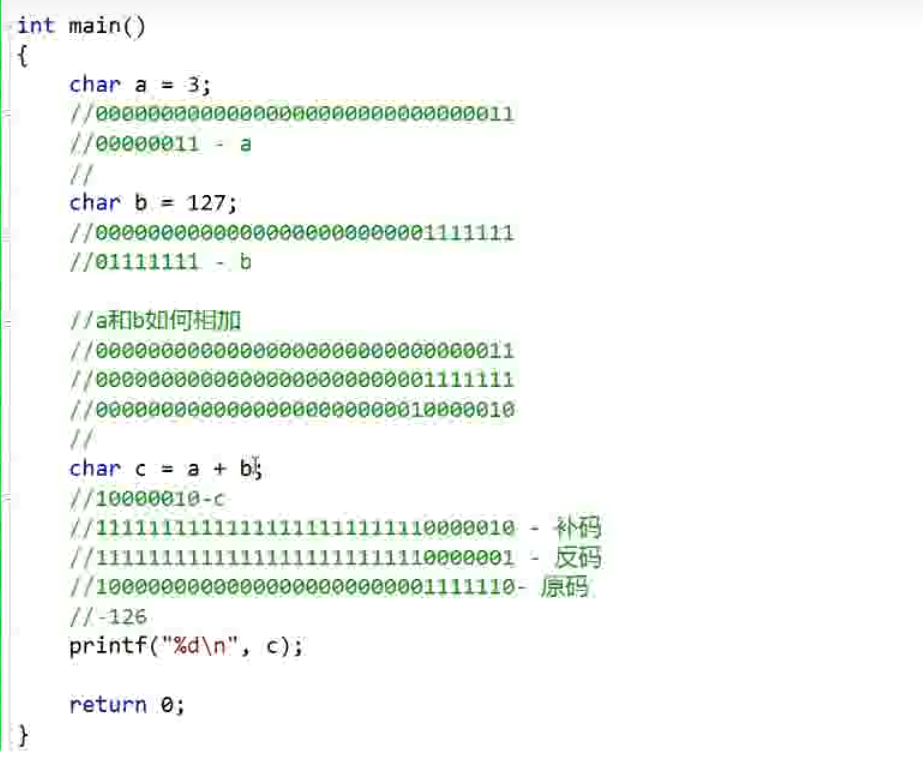 int main()
{
char a = 3;
//00000000000000000000000000000011
//00000011 - a
//
char b = 127;
//00000000000000000000000001111111
//01111111 - b
//a和b如何相加
//00000000000000000000000000000011
//00000000000000000000000001111111
//00000000000000000000000010000010
//
char c = a + b;
//10000010-c
//11111111111111111111111110000010 - 补码
//11111111111111111111111110000001 - 反码
//10000000000000000000000001111110- 原码
//-126
printf("%d\n", c);
return 0;
}